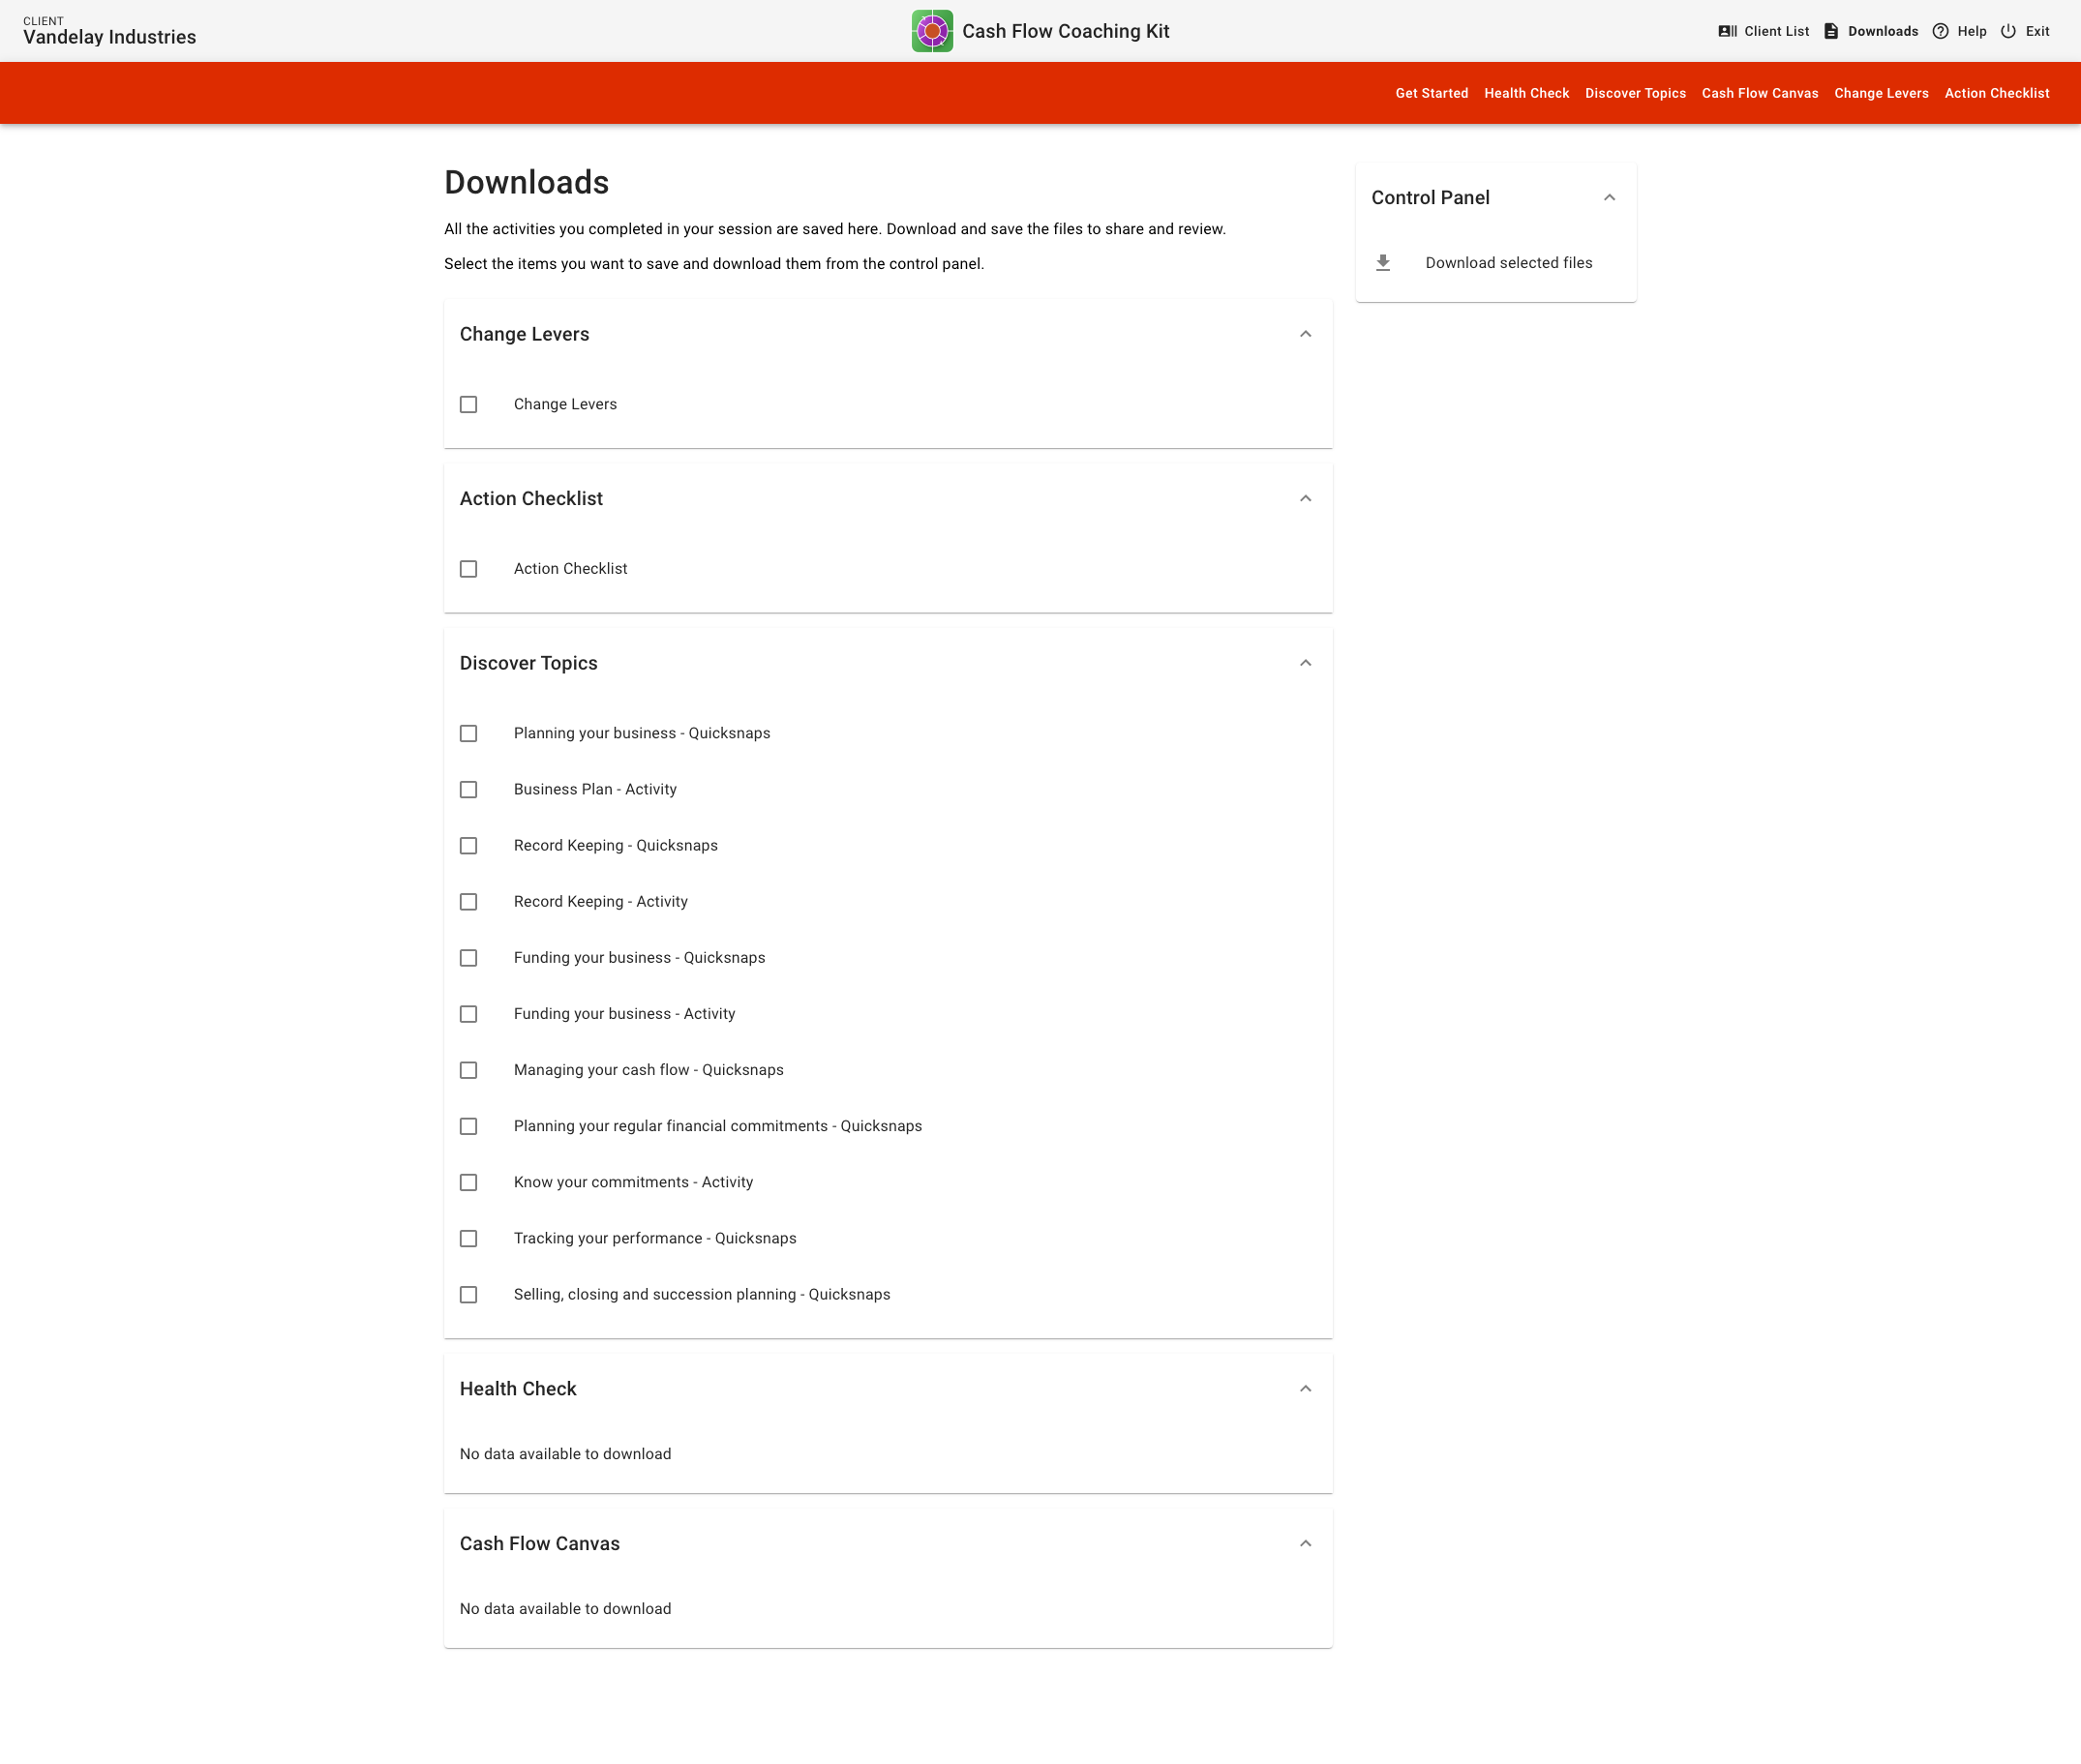 CLIENT
Vandelay Industries
Cash Flow Coaching Kit
Client List
Downloads
Help
Exit
Get Started
Health Check
Discover Topics
Cash Flow Canvas
Change Levers
Action Checklist
Downloads
All the activities you completed in your session are saved here. Download and save the files to share and review.
Select the items you want to save and download them from the control panel.
Change Levers
Change Levers
Action Checklist
Action Checklist
Discover Topics
Planning your business - Quicksnaps
Business Plan - Activity
Record Keeping - Quicksnaps
Record Keeping - Activity
Funding your business - Quicksnaps
Funding your business - Activity
Managing your cash flow - Quicksnaps
Planning your regular financial commitments - Quicksnaps
Know your commitments - Activity
Tracking your performance - Quicksnaps
Selling, closing and succession planning - Quicksnaps
Health Check
No data available to download
Cash Flow Canvas
No data available to download
Control Panel
Download selected files